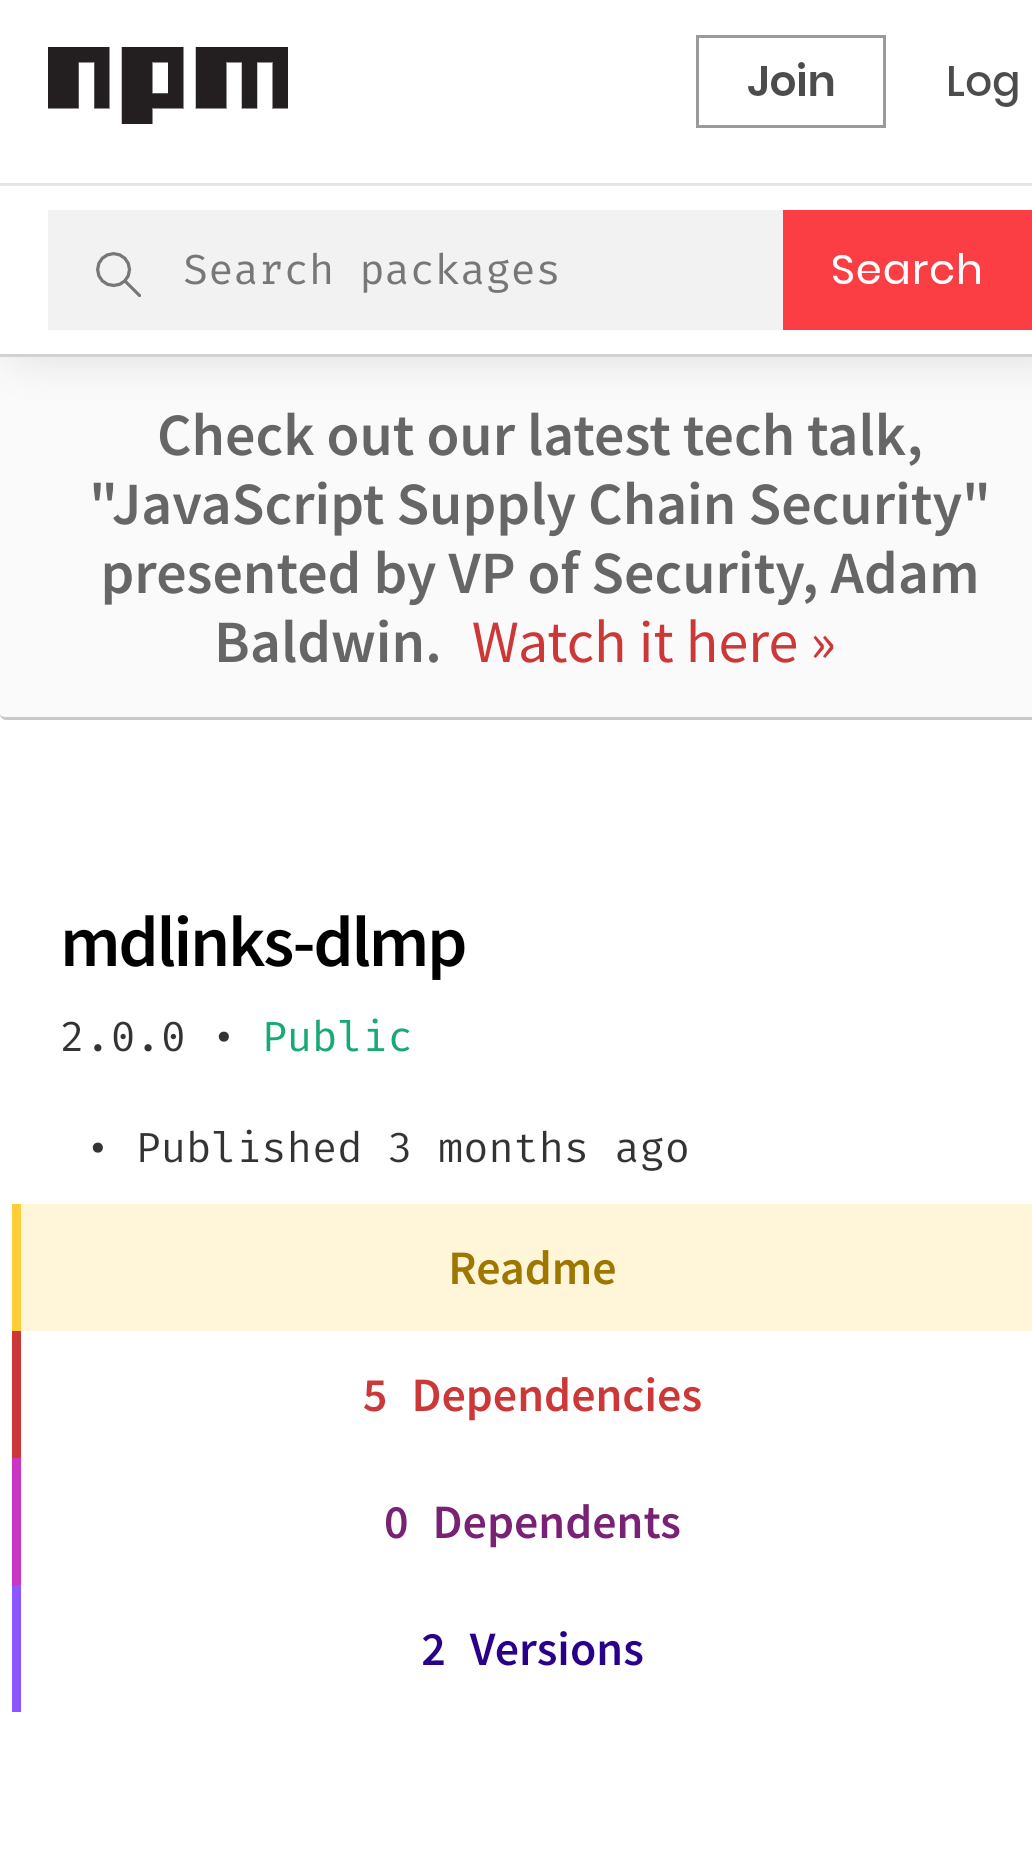 npm
Join
Log
Search packages
Search
Check out our latest tech talk,
"JavaScript Supply Chain Security"
presented by VP of Security, Adam
Baldwin. Watch it here »
mdlinks-dlmp
2.0.0 • Public
• Published 3 months ago
Readme
5 Dependencies
0 Dependents
2 Versions